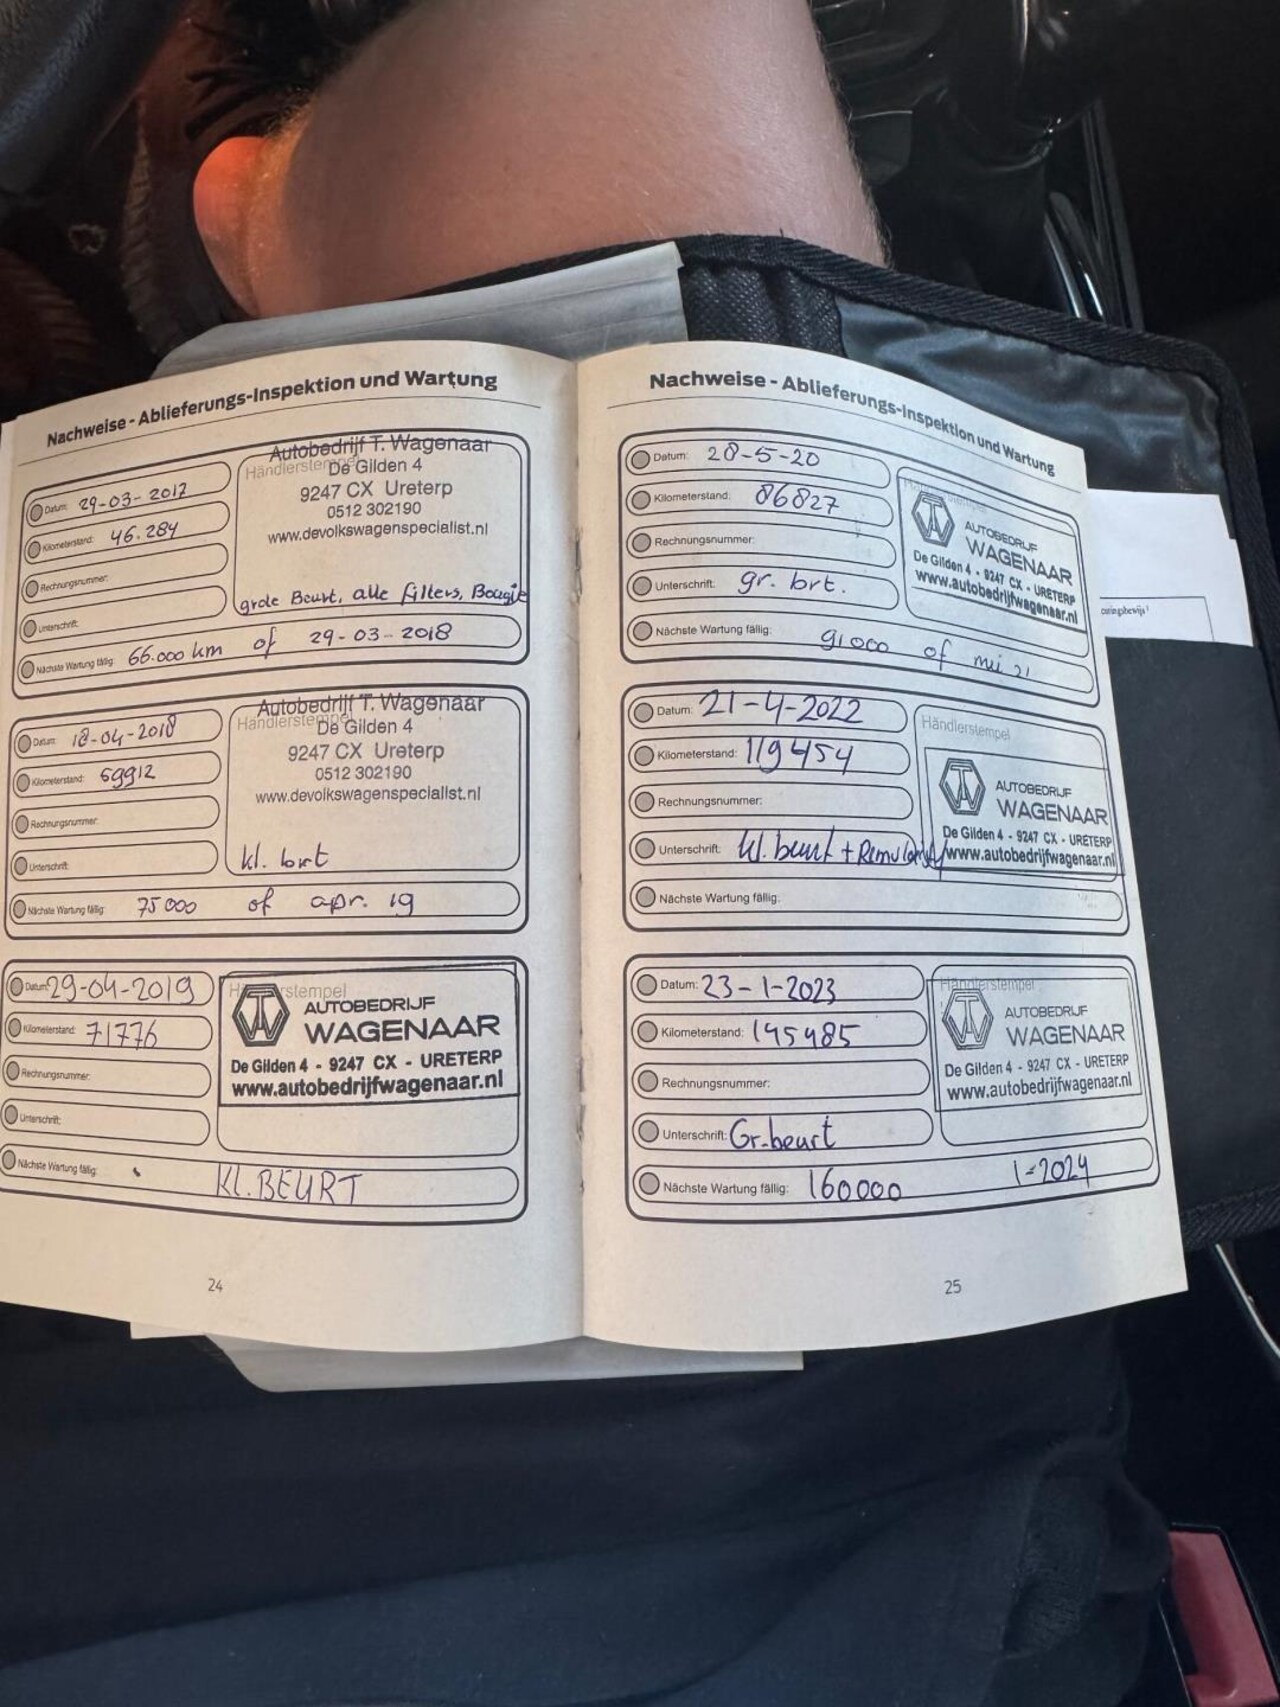 Nachweise - Ablieferungs-Inspektion und Wartung
Datum: 29-03-2017
Kilometerstand: 46.284
Rechnungsnummer:
Unterschrift:
Händlerstempel
Autobedrijf T. Wagenaar
De Gilden 4
9247 CX Ureterp
0512 302190
www.devolkswagenspecialist.nl
grote Beurt, alle filters, Bougie
Nächste Wartung fällig: 66.000 km of 29-03-2018
Datum: 18-04-2018
Kilometerstand: 59912
Rechnungsnummer:
Unterschrift:
Händlerstempel
Autobedrijf T. Wagenaar
De Gilden 4
9247 CX Ureterp
0512 302190
www.devolkswagenspecialist.nl
kl. brt
Nächste Wartung fällig: 75000 of apr. 19
Datum: 29-04-2019
Kilometerstand: 71776
Rechnungsnummer:
Unterschrift:
Händlerstempel
AUTOBEDRIJF
WAGENAAR
De Gilden 4 - 9247 CX - URETERP
www.autobedrijfwagenaar.nl
Nächste Wartung fällig: KL.BEURT
24
Nachweise - Ablieferungs-Inspektion und Wartung
Datum: 28-5-20
Kilometerstand: 86827
Rechnungsnummer:
Unterschrift: gr. brt.
Händlerstempel
AUTOBEDRIJF
WAGENAAR
De Gilden 4 - 9247 CX - URETERP
www.autobedrijfwagenaar.nl
Nächste Wartung fällig: 91000 of mei 21
Datum: 21-4-2022
Kilometerstand: 119454
Rechnungsnummer:
Unterschrift: kl. beurt +
Händlerstempel
AUTOBEDRIJF
WAGENAAR
De Gilden 4 - 9247 CX - URETERP
www.autobedrijfwagenaar.nl
Nächste Wartung fällig:
Datum: 23-1-2023
Kilometerstand: 145485
Rechnungsnummer:
Unterschrift: Gr.beurt
Händlerstempel
AUTOBEDRIJF
WAGENAAR
De Gilden 4 - 9247 CX - URETERP
www.autobedrijfwagenaar.nl
Nächste Wartung fällig: 160000 1-2024
25